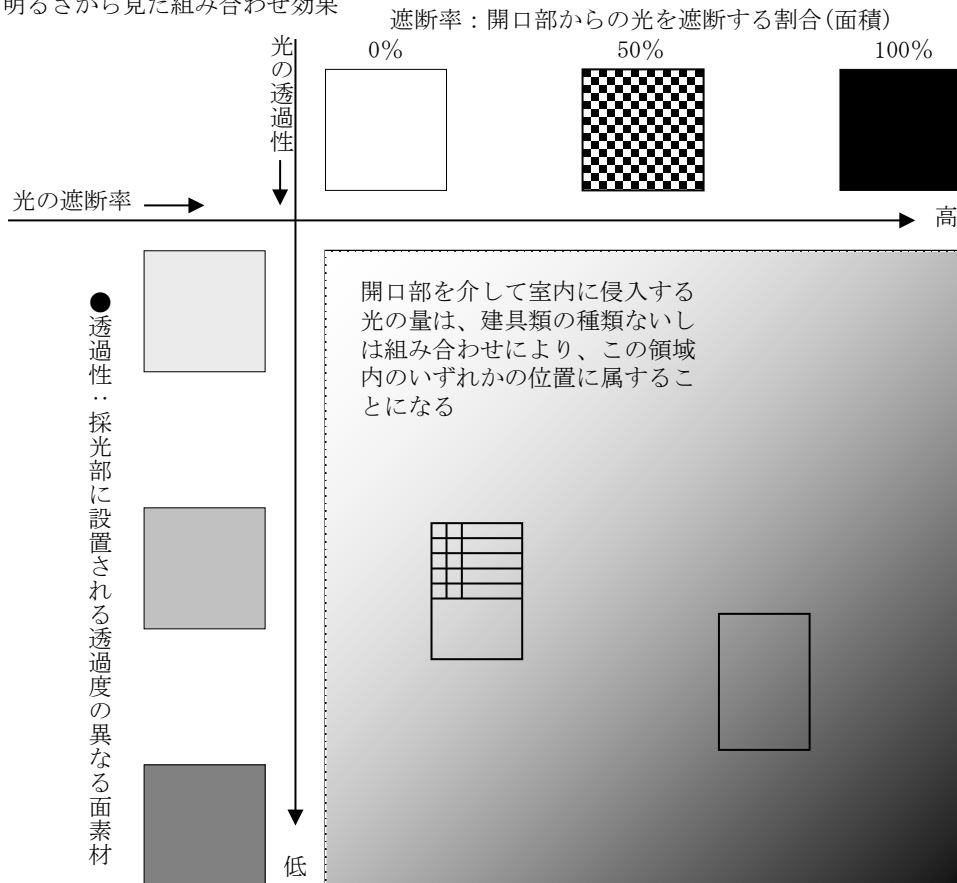 明るさから見た組み合わせ効果
遮断率：開口部からの光を遮断する割合(面積)
0%
50%
100%
光の透過性
光の遮断率
高
●透過性：採光部に設置される透過度の異なる面素材
開口部を介して室内に侵入する
光の量は、建具類の種類ないし
は組み合わせにより、この領域
内のいずれかの位置に属するこ
とになる
低